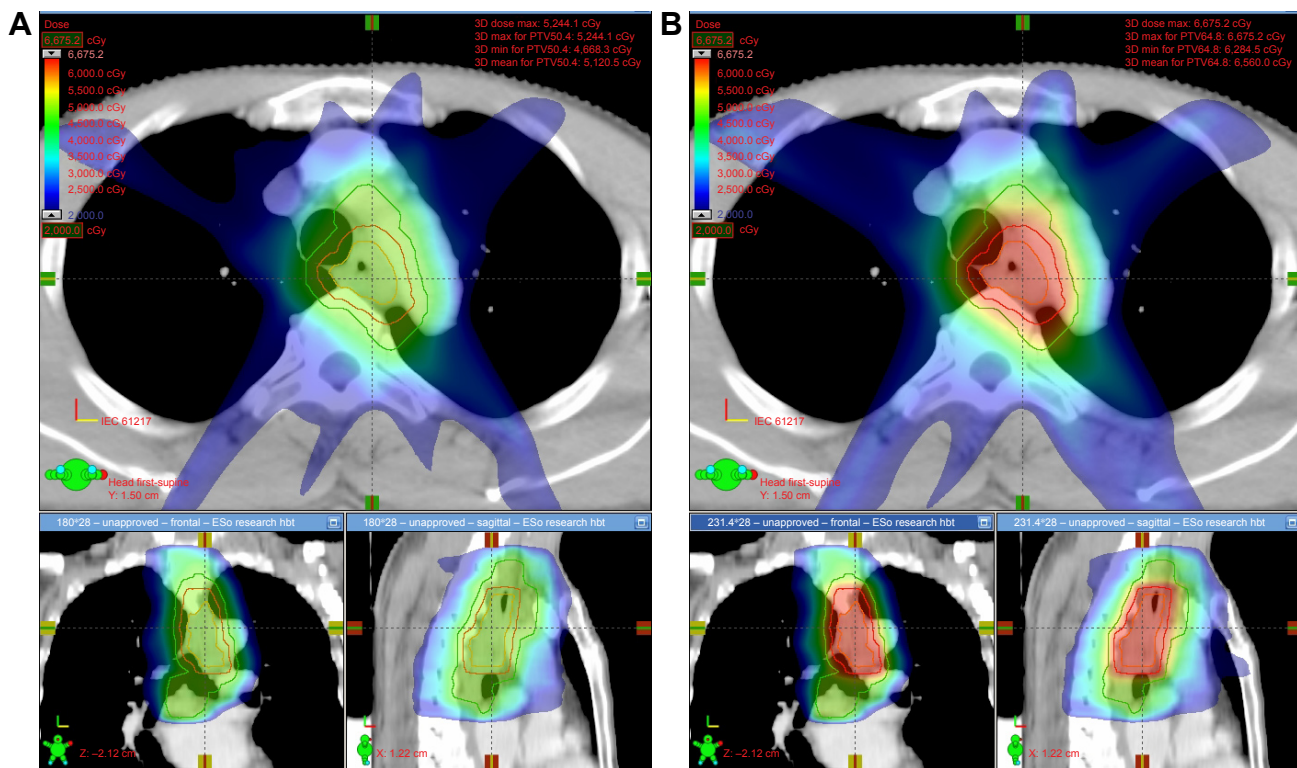 A
Dose
6,675.2 cGy
6,675.2
6,000.0 cGy
5,000.0 cGy
4,500.0 cGy
4,000.0 cGy
3,500.0 cGy
3,000.0 cGy
2,500.0 cGy
2,000.0
2,000.0 cGy
3D dose max: 5,244.1 cGy
3D max for PTV50.4: 5,244.1 cGy
3D min for PTV50.4: 4,668.3 cGy
3D mean for PTV50.4: 5,120.5 cGy
IEC 61217
Head first-supine
Y: 1.50 cm
180*28 – unapproved – frontal – ESo research hbt
Z: –2.12 cm
180*28 – unapproved – sagittal – ESo research hbt
X: 1.22 cm
B
Dose
6,675.2 cGy
6,675.2
6,000.0 cGy
5,000.0 cGy
4,500.0 cGy
4,000.0 cGy
3,500.0 cGy
3,000.0 cGy
2,500.0 cGy
2,000.0
2,000.0 cGy
3D dose max: 6,675.2 cGy
3D max for PTV64.8: 6,675.2 cGy
3D min for PTV64.8: 6,284.5 cGy
3D mean for PTV64.8: 6,560.0 cGy
IEC 61217
Head first-supine
Y: 1.50 cm
231.4*28 – unapproved – frontal – ESo research hbt
Z: –2.12 cm
231.4*28 – unapproved – sagittal – ESo research hbt
X: 1.22 cm